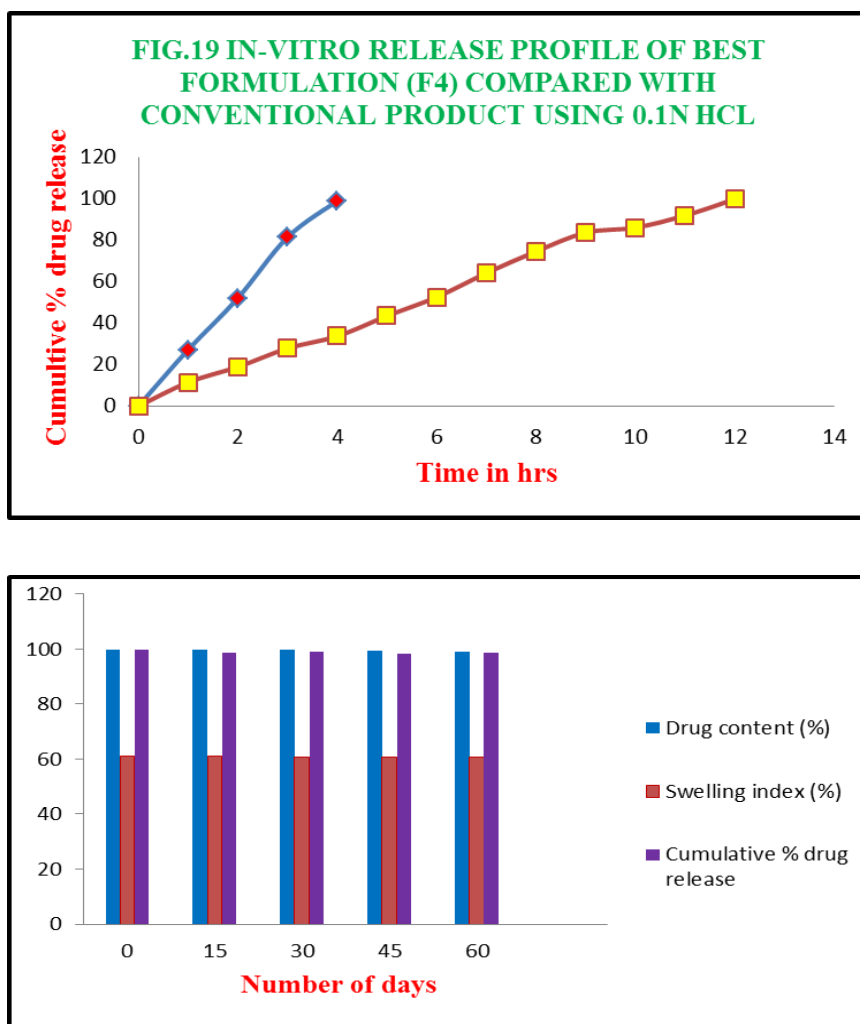 FIG.19 IN-VITRO RELEASE PROFILE OF BEST
FORMULATION (F4) COMPARED WITH
CONVENTIONAL PRODUCT USING 0.1N HCL
Cumultive % drug release
120
100
80
60
40
20
0
0 2 4 6 8 10 12 14
Time in hrs
120
100
80
60
40
20
0
0 15 30 45 60
Number of days
Drug content (%)
Swelling index (%)
Cumulative % drug
release